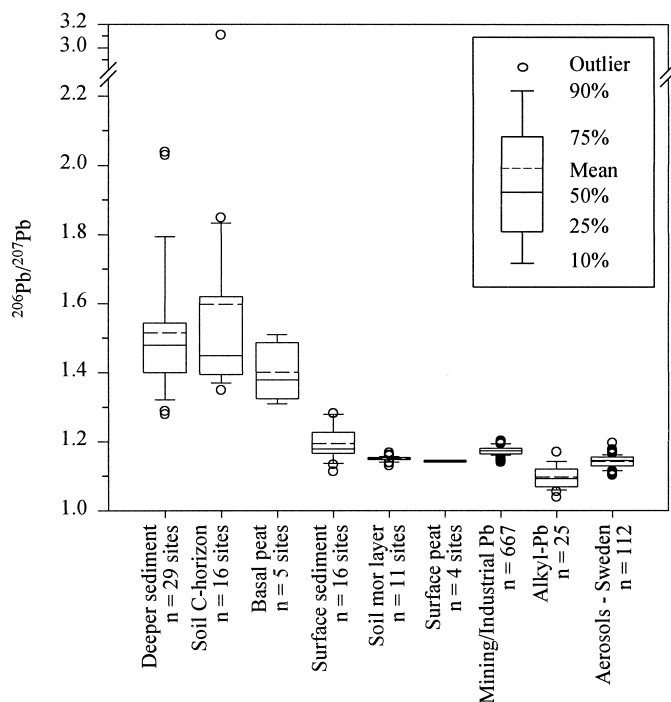 3.2
3.0
2.2
2.0
1.8
1.6
1.4
1.2
1.0
206Pb/207Pb
Outlier
90%
75%
Mean
50%
25%
10%
Deeper sediment
n = 29 sites
Soil C-horizon
n = 16 sites
Basal peat
n = 5 sites
Surface sediment
n = 16 sites
Soil mor layer
n = 11 sites
Surface peat
n = 4 sites
Mining/Industrial Pb
n = 667
Alkyl-Pb
n = 25
Aerosols - Sweden
n = 112